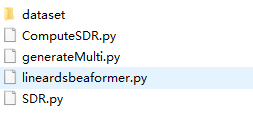 dataset
ComputeSDR.py
generateMulti.py
lineardsbeaformer.py
SDR.py